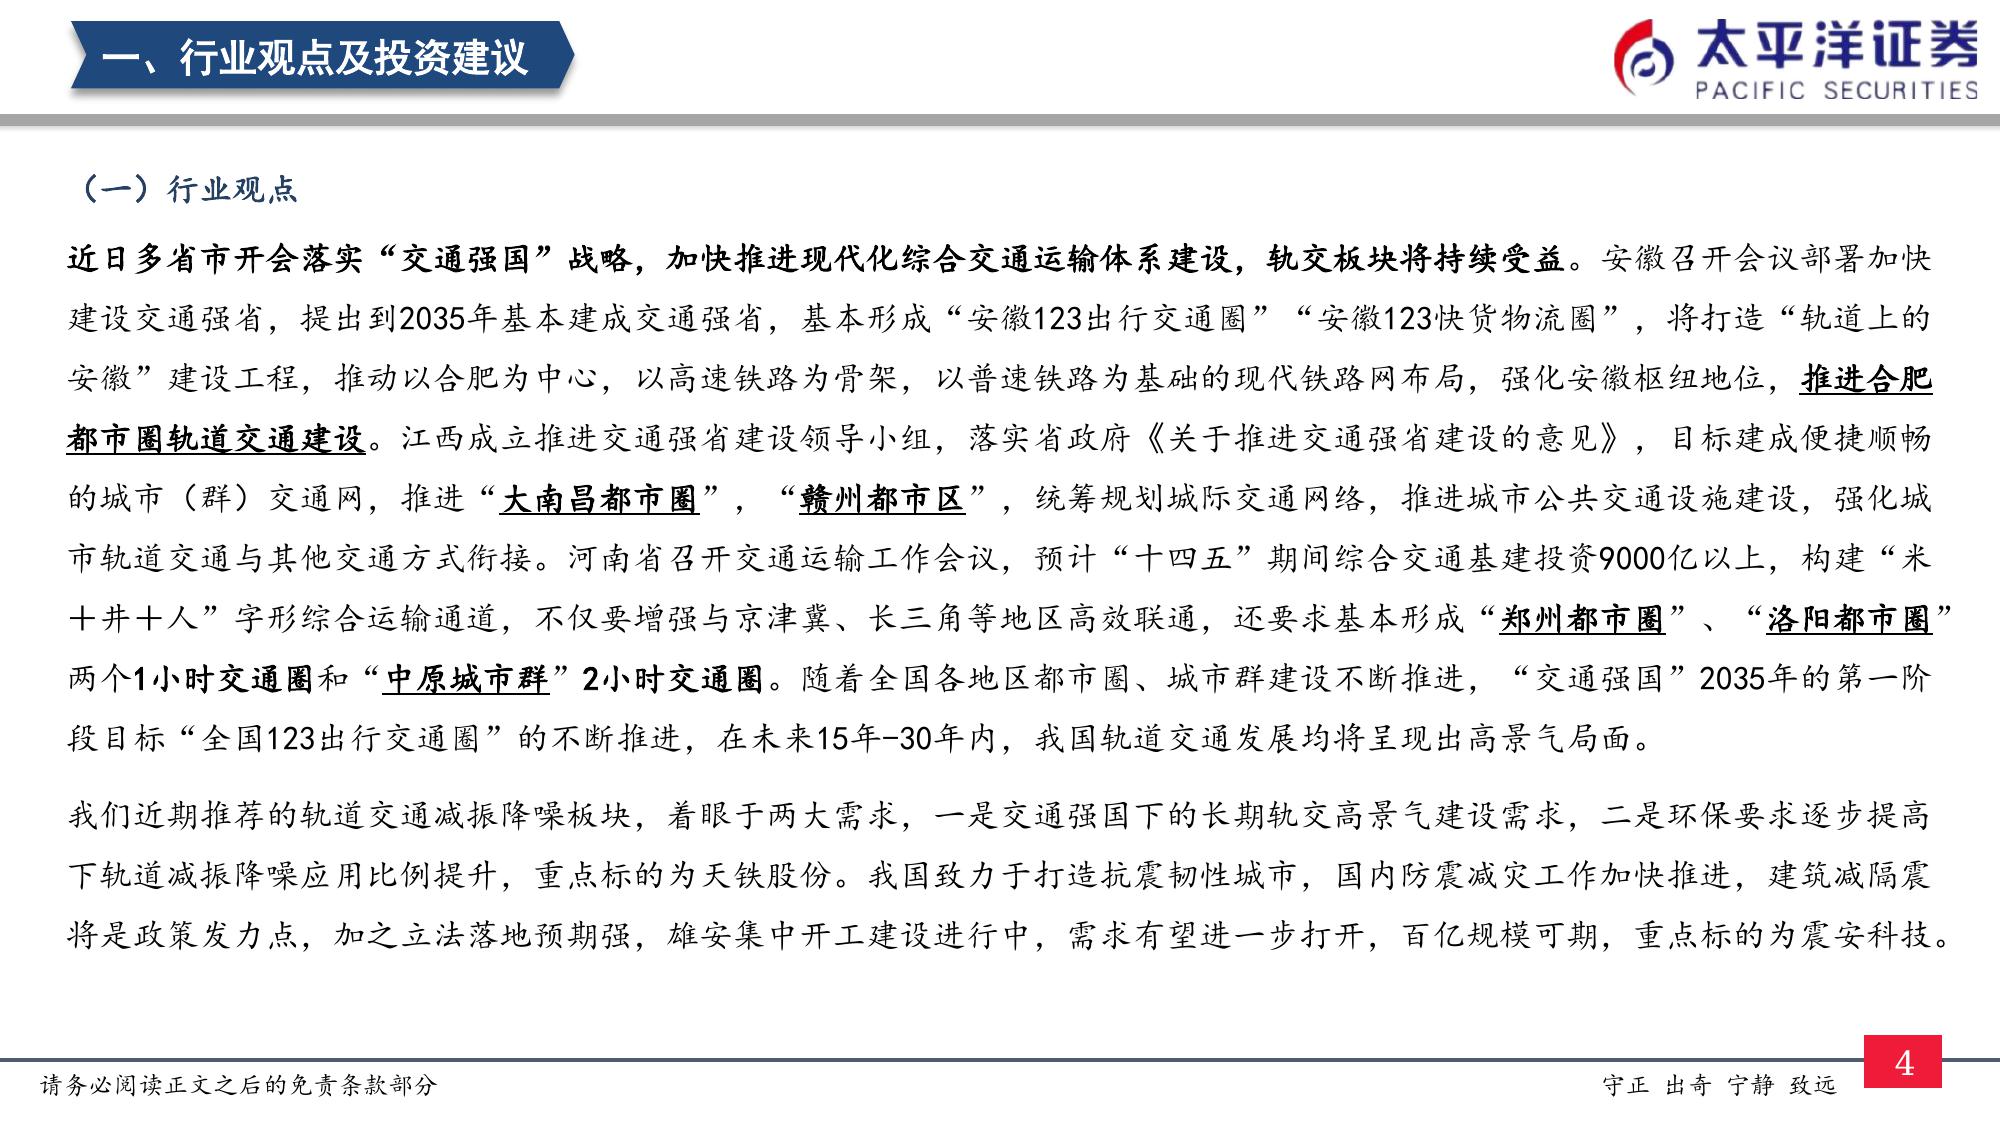 一、行业观点及投资建议
太平洋证券
PACIFIC SECURITIES
（一）行业观点
近日多省市开会落实“交通强国”战略，加快推进现代化综合交通运输体系建设，轨交板块将持续受益。安徽召开会议部署加快
建设交通强省，提出到2035年基本建成交通强省，基本形成“安徽123出行交通圈”“安徽123快货物流圈”，将打造“轨道上的
安徽”建设工程，推动以合肥为中心，以高速铁路为骨架，以普速铁路为基础的现代铁路网布局，强化安徽枢纽地位，推进合肥
都市圈轨道交通建设。江西成立推进交通强省建设领导小组，落实省政府《关于推进交通强省建设的意见》，目标建成便捷顺畅
的城市（群）交通网，推进“大南昌都市圈”，“赣州都市区”，统筹规划城际交通网络，推进城市公共交通设施建设，强化城
市轨道交通与其他交通方式衔接。河南省召开交通运输工作会议，预计“十四五”期间综合交通基建投资9000亿以上，构建“米
＋井＋人”字形综合运输通道，不仅要增强与京津冀、长三角等地区高效联通，还要求基本形成“郑州都市圈”、“洛阳都市圈”
两个1小时交通圈和“中原城市群”2小时交通圈。随着全国各地区都市圈、城市群建设不断推进，“交通强国”2035年的第一阶
段目标“全国123出行交通圈”的不断推进，在未来15年-30年内，我国轨道交通发展均将呈现出高景气局面。
我们近期推荐的轨道交通减振降噪板块，着眼于两大需求，一是交通强国下的长期轨交高景气建设需求，二是环保要求逐步提高
下轨道减振降噪应用比例提升，重点标的为天铁股份。我国致力于打造抗震韧性城市，国内防震减灾工作加快推进，建筑减隔震
将是政策发力点，加之立法落地预期强，雄安集中开工建设进行中，需求有望进一步打开，百亿规模可期，重点标的为震安科技。
请务必阅读正文之后的免责条款部分
守正 出奇 宁静 致远
4